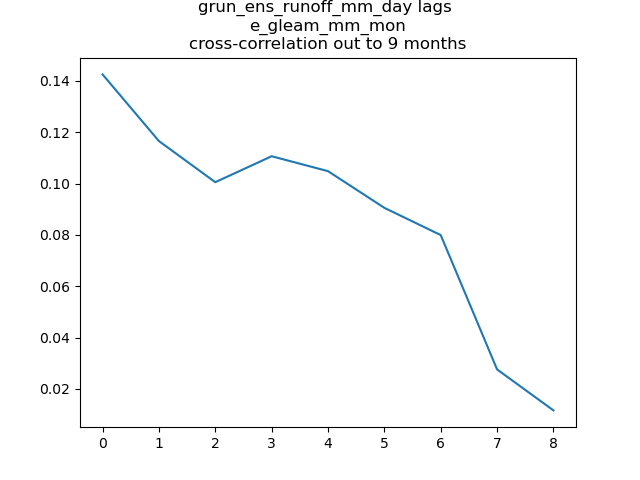 grun_ens_runoff_mm_day lags
e_gleam_mm_mon
cross-correlation out to 9 months
0.14
0.12
0.10
0.08
0.06
0.04
0.02
0 1 2 3 4 5 6 7 8